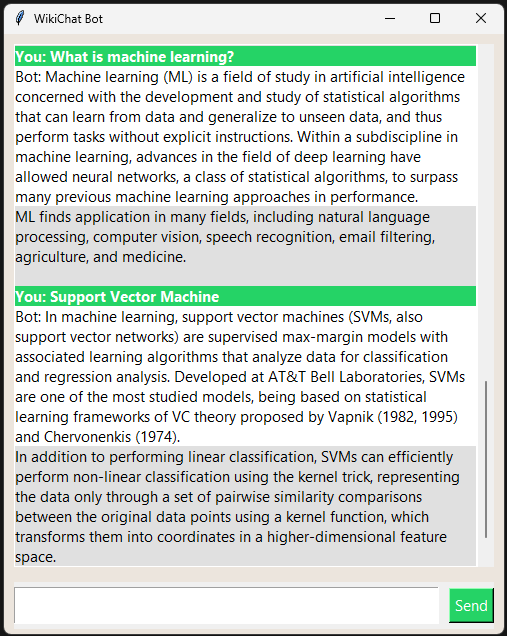 WikiChat Bot
You: What is machine learning?
Bot: Machine learning (ML) is a field of study in artificial intelligence
concerned with the development and study of statistical algorithms
that can learn from data and generalize to unseen data, and thus
perform tasks without explicit instructions. Within a subdiscipline in
machine learning, advances in the field of deep learning have
allowed neural networks, a class of statistical algorithms, to surpass
many previous machine learning approaches in performance.
ML finds application in many fields, including natural language
processing, computer vision, speech recognition, email filtering,
agriculture, and medicine.
You: Support Vector Machine
Bot: In machine learning, support vector machines (SVMs, also
support vector networks) are supervised max-margin models with
associated learning algorithms that analyze data for classification
and regression analysis. Developed at AT&T Bell Laboratories, SVMs
are one of the most studied models, being based on statistical
learning frameworks of VC theory proposed by Vapnik (1982, 1995)
and Chervonenkis (1974).
In addition to performing linear classification, SVMs can efficiently
perform non-linear classification using the kernel trick, representing
the data only through a set of pairwise similarity comparisons
between the original data points using a kernel function, which
transforms them into coordinates in a higher-dimensional feature
space.
Send